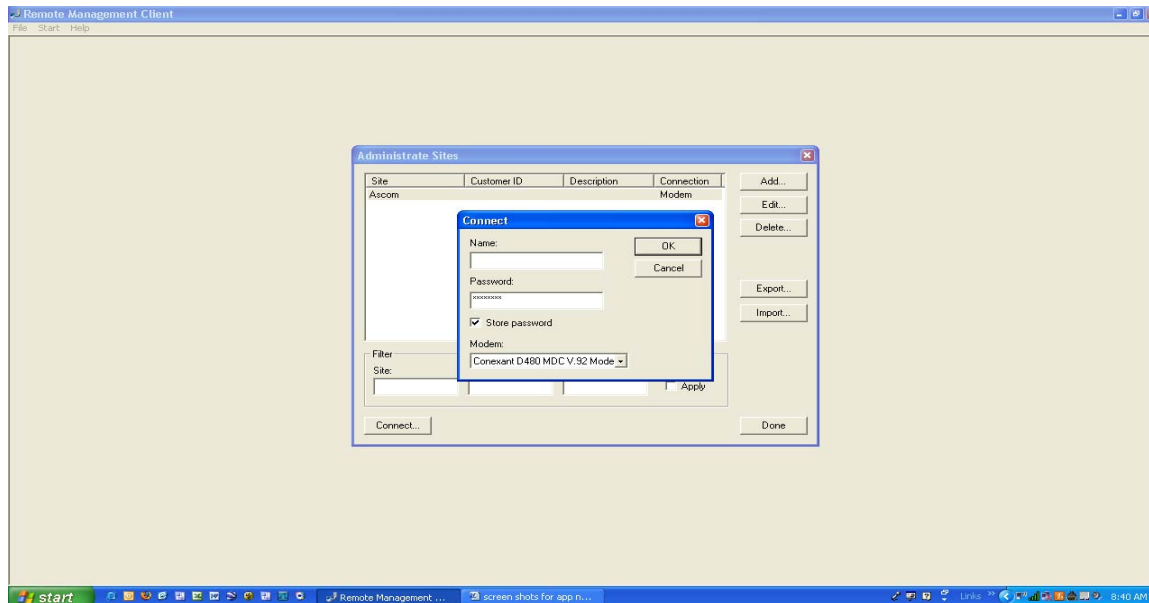 Remote Management Client
File Start Help
Administrate Sites
Site Customer ID Description Connection
Ascom Modem
Add...
Edit...
Delete...
Export...
Import...
Connect
Name:
OK
Cancel
Password:
xxxxxxxx
Store password
Modem:
Conexant D480 MDC V.92 Mode
Filter
Site:
Apply
Connect...
Done
start Remote Management ... screen shots for app n... Links 8:40 AM